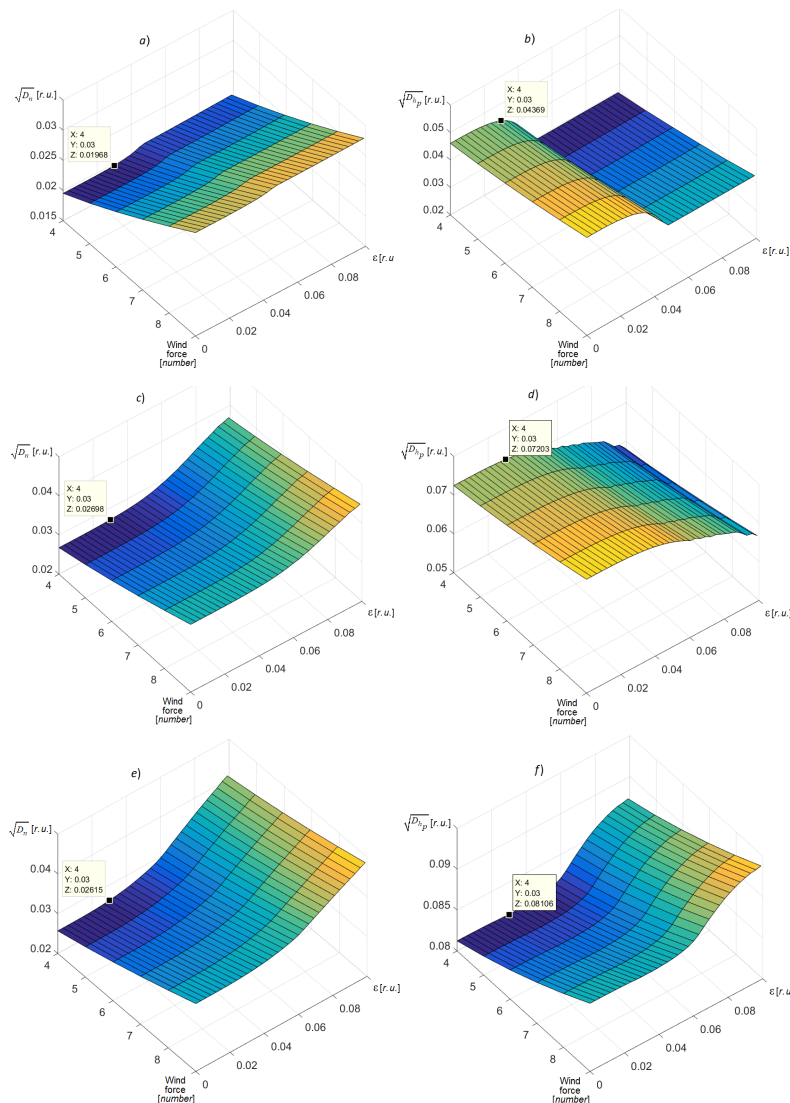 a)
√Dn [r. u.]
0.03
0.025
0.02
0.015
X: 4
Y: 0.03
Z: 0.01968
4
5
6
7
8
Wind
force
[number]
0
0.02
0.04
0.06
0.08
ε [r. u
b)
√Dhp [r. u.]
0.05
0.04
0.03
0.02
X: 4
Y: 0.03
Z: 0.04369
4
5
6
7
8
Wind
force
[number]
0
0.02
0.04
0.06
0.08
ε [r. u.]
c)
√Dn [r. u.]
0.04
0.03
0.02
X: 4
Y: 0.03
Z: 0.02698
4
5
6
7
8
Wind
force
[number]
0
0.02
0.04
0.06
0.08
ε [r. u.]
d)
√Dhp [r. u.]
0.07
0.06
0.05
X: 4
Y: 0.03
Z: 0.07203
4
5
6
7
8
Wind
force
[number]
0
0.02
0.04
0.06
0.08
ε [r. u.]
e)
√Dn [r. u.]
0.04
0.03
0.02
X: 4
Y: 0.03
Z: 0.02615
4
5
6
7
8
Wind
force
[number]
0
0.02
0.04
0.06
0.08
ε [r. u.]
f)
√Dhp [r. u.]
0.09
0.085
0.08
X: 4
Y: 0.03
Z: 0.08106
4
5
6
7
8
Wind
force
[number]
0
0.02
0.04
0.06
0.08
ε [r. u